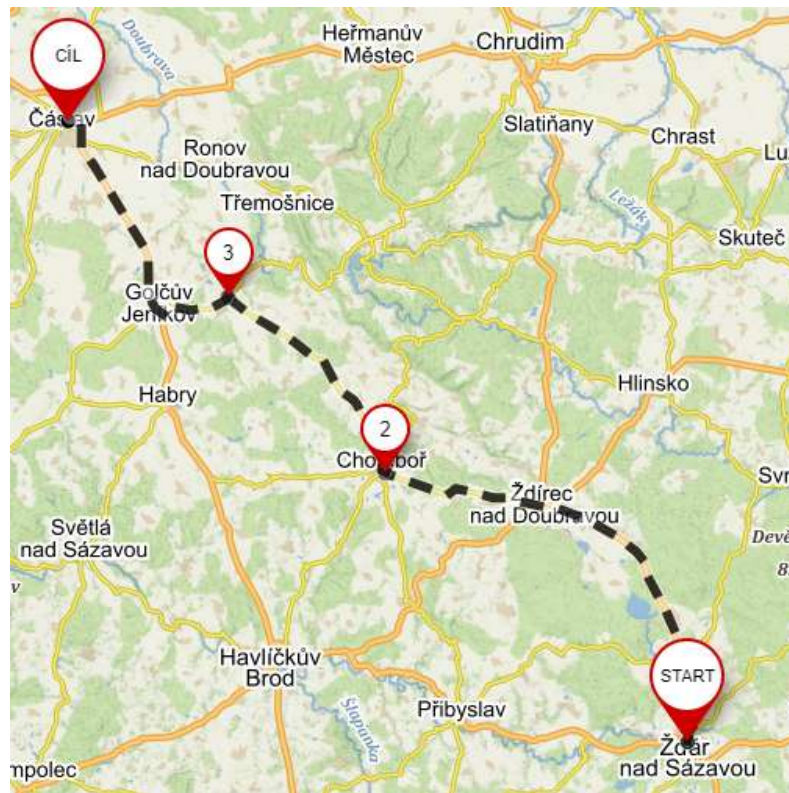 CÍL
Doubrava
Heřmanův
Městec
Chrudim
Čáslav
Slatiňany
Chrast
Ronov
nad Doubravou
Třemošnice
Ležák
Skuteč
3
Golčův
Jeníkov
Habry
Hlinsko
2
Chotěboř
Ždírec
nad Doubravou
Světlá
nad Sázavou
Havlíčkův
Brod
Šlapanka
START
Přibyslav
Žďár
nad Sázavou